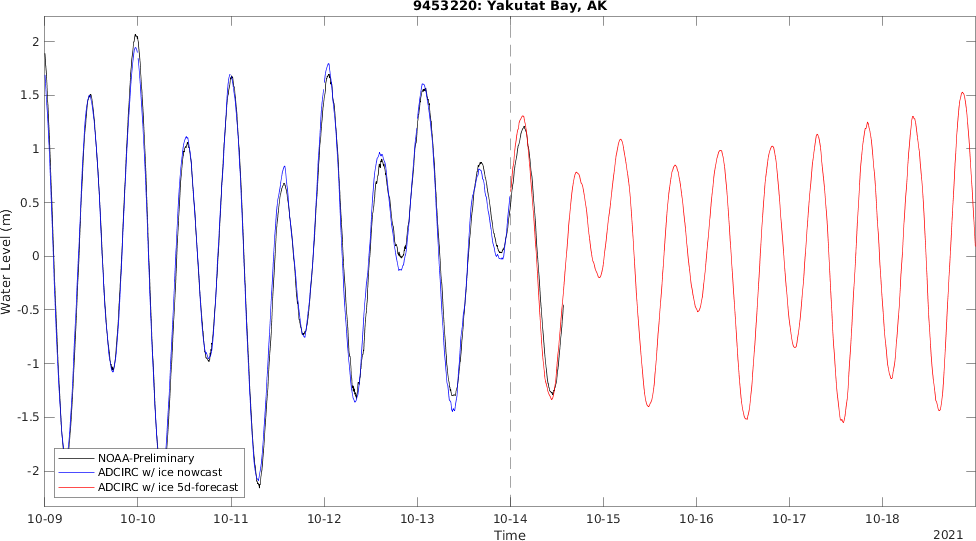 9453220: Yakutat Bay, AK
Water Level (m)
2
1.5
1
0.5
0
-0.5
-1
-1.5
-2
NOAA-Preliminary
ADCIRC w/ ice nowcast
ADCIRC w/ ice 5d-forecast
10-09 10-10 10-11 10-12 10-13 10-14 10-15 10-16 10-17 10-18
Time
2021